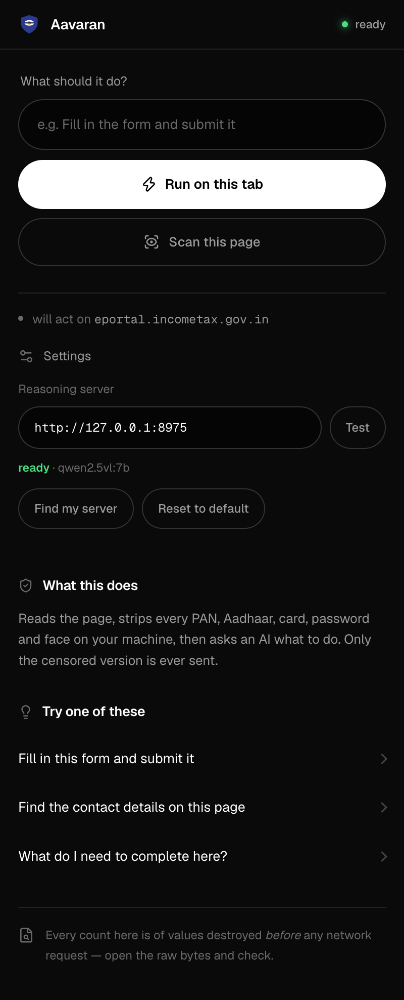 Aavaran
ready
What should it do?
e.g. Fill in the form and submit it
Run on this tab
Scan this page
will act on eportal.incometax.gov.in
Settings
Reasoning server
http://127.0.0.1:8975
Test
ready · qwen2.5vl:7b
Find my server
Reset to default
What this does
Reads the page, strips every PAN, Aadhaar, card, password
and face on your machine, then asks an AI what to do. Only
the censored version is ever sent.
Try one of these
Fill in this form and submit it
Find the contact details on this page
What do I need to complete here?
Every count here is of values destroyed before any network
request — open the raw bytes and check.